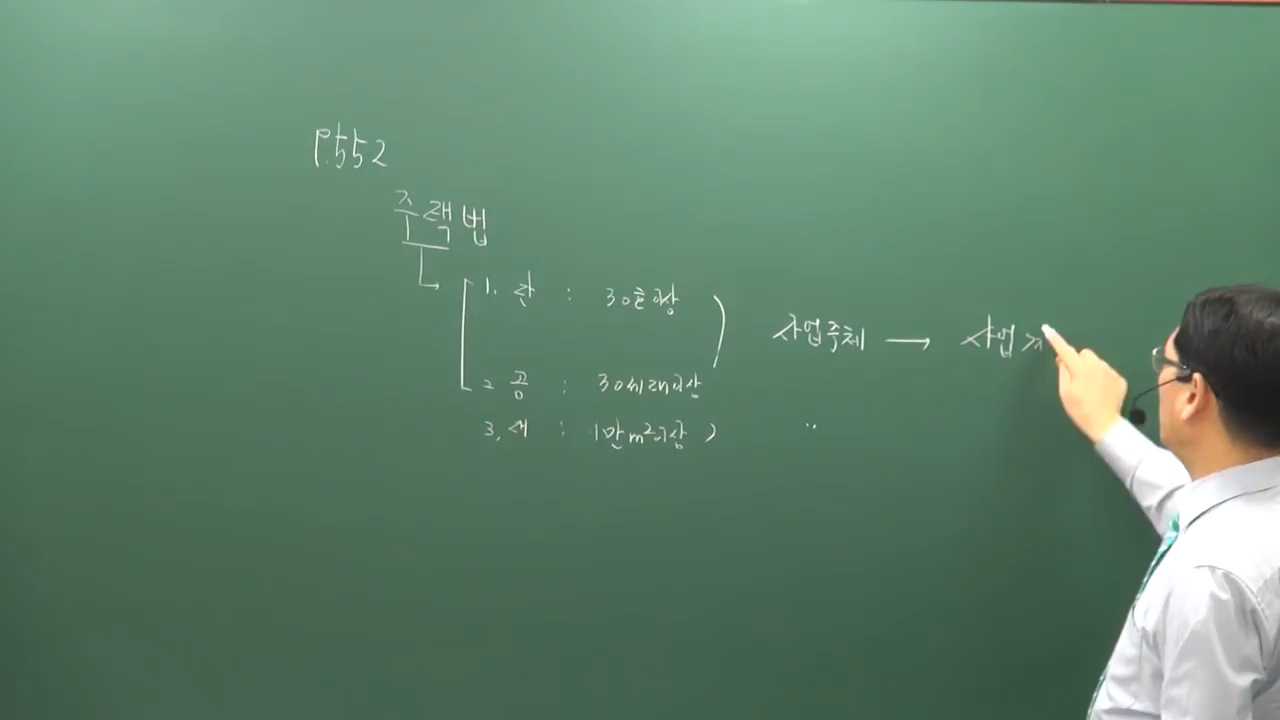 P.552
주택법
1. 단 : 30호이상
사업주체 → 사업
2. 공 : 30세대이상
3. 대 : 1만m²이상) 〃